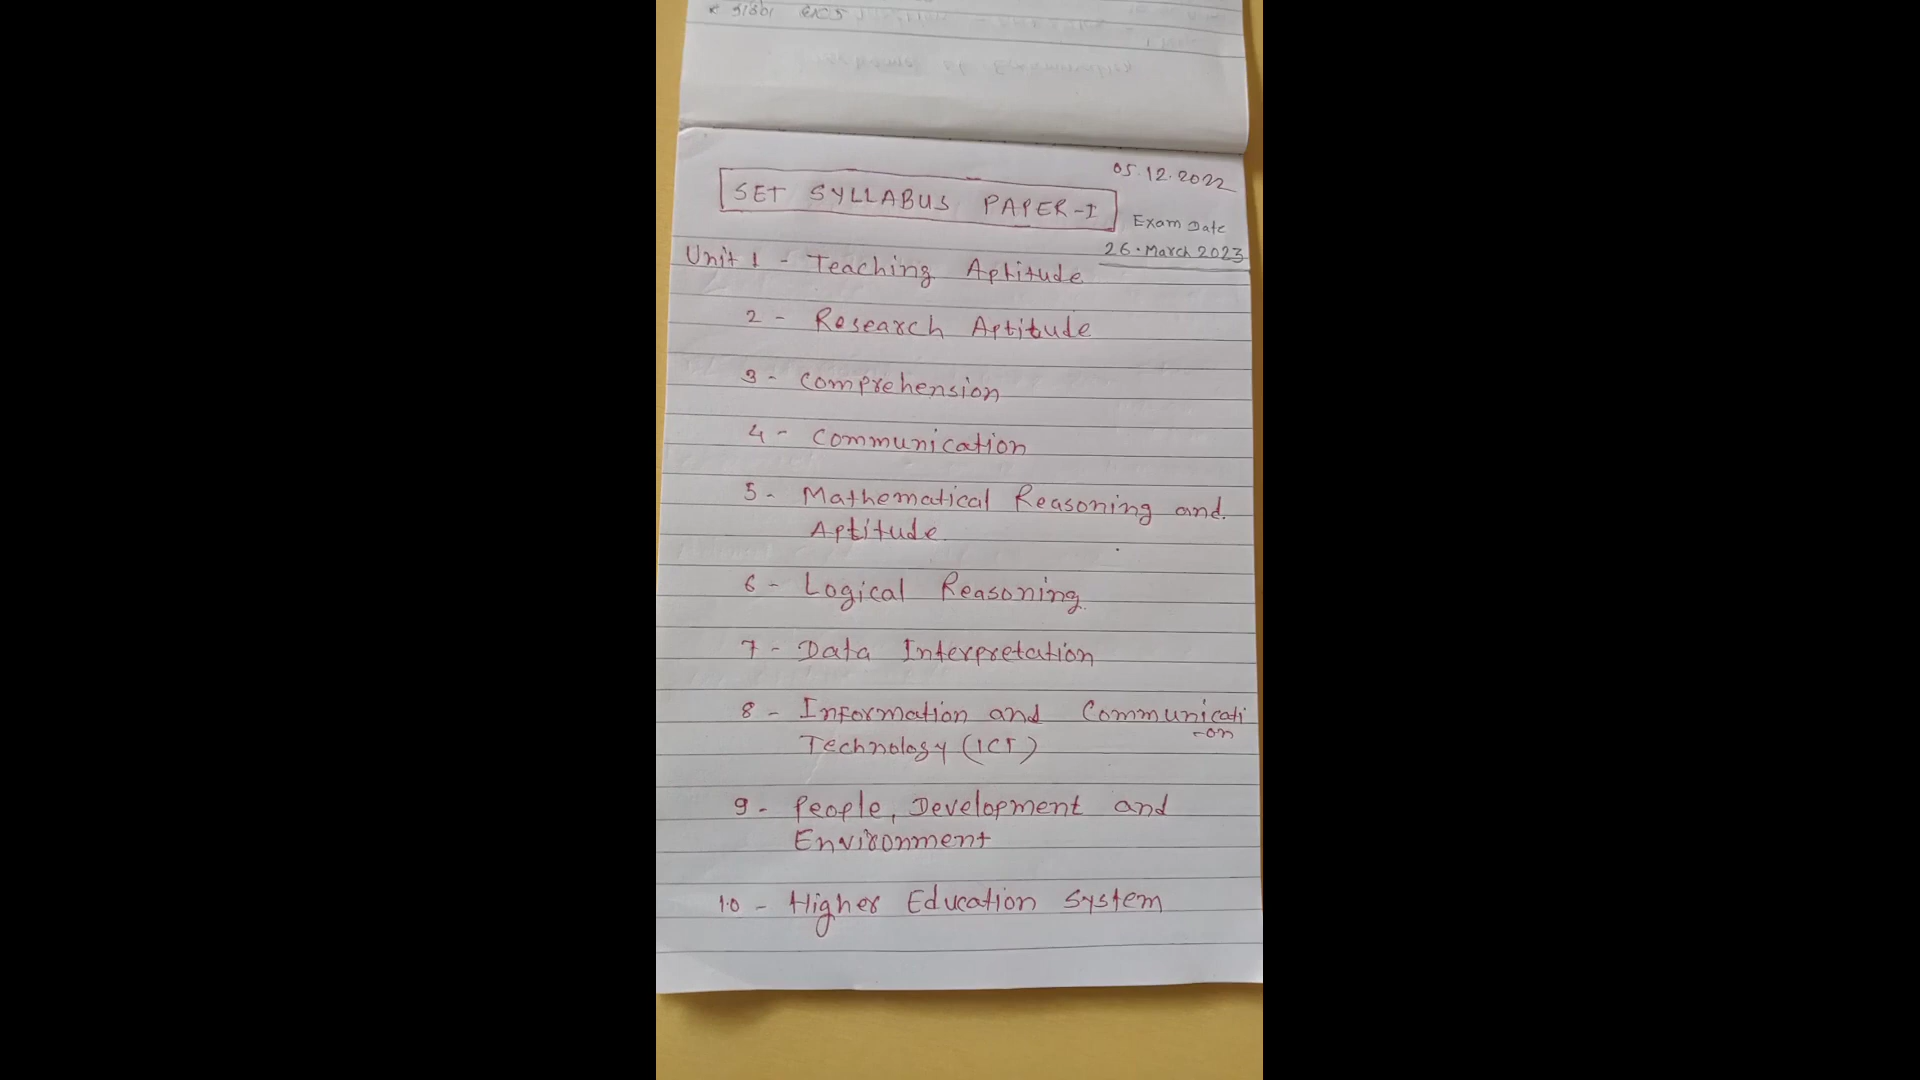 05.12.2022
SET SYLLABUS PAPER-I
Exam Date
26. March 2023
Unit 1 - Teaching Aptitude
2 - Research Aptitude
3 - Comprehension
4 - Communication
5 - Mathematical Reasoning and
Aptitude
6 - Logical Reasoning
7 - Data Interpretation
8 - Information and Communicati
-on
Technology (ICT)
9 - People, Development and
Environment
10 - Higher Education System